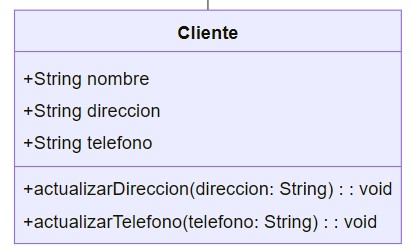 Cliente
+String nombre
+String direccion
+String telefono
+actualizarDireccion(direccion: String) : : void
+actualizarTelefono(telefono: String) : : void